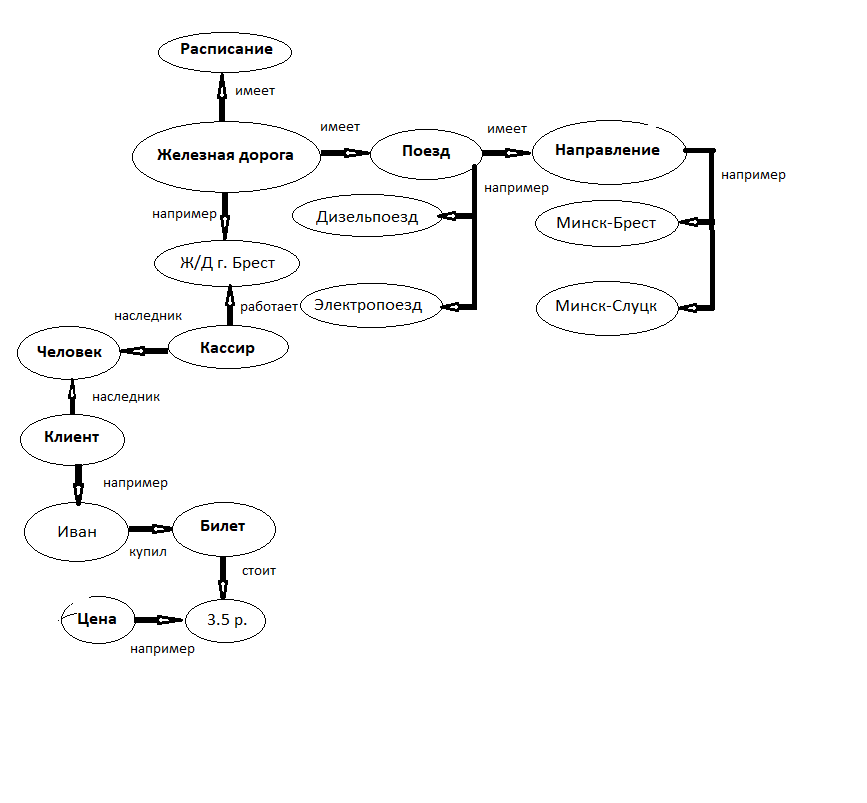 Расписание
имеет
имеет
имеет
Железная дорога
Поезд
Направление
например
например
например
Дизельпоезд
Минск-Брест
Ж/Д г. Брест
Электропоезд
Минск-Слуцк
работает
наследник
Человек
Кассир
наследник
Клиент
например
Иван
Билет
купил
стоит
Цена
3.5 р.
например